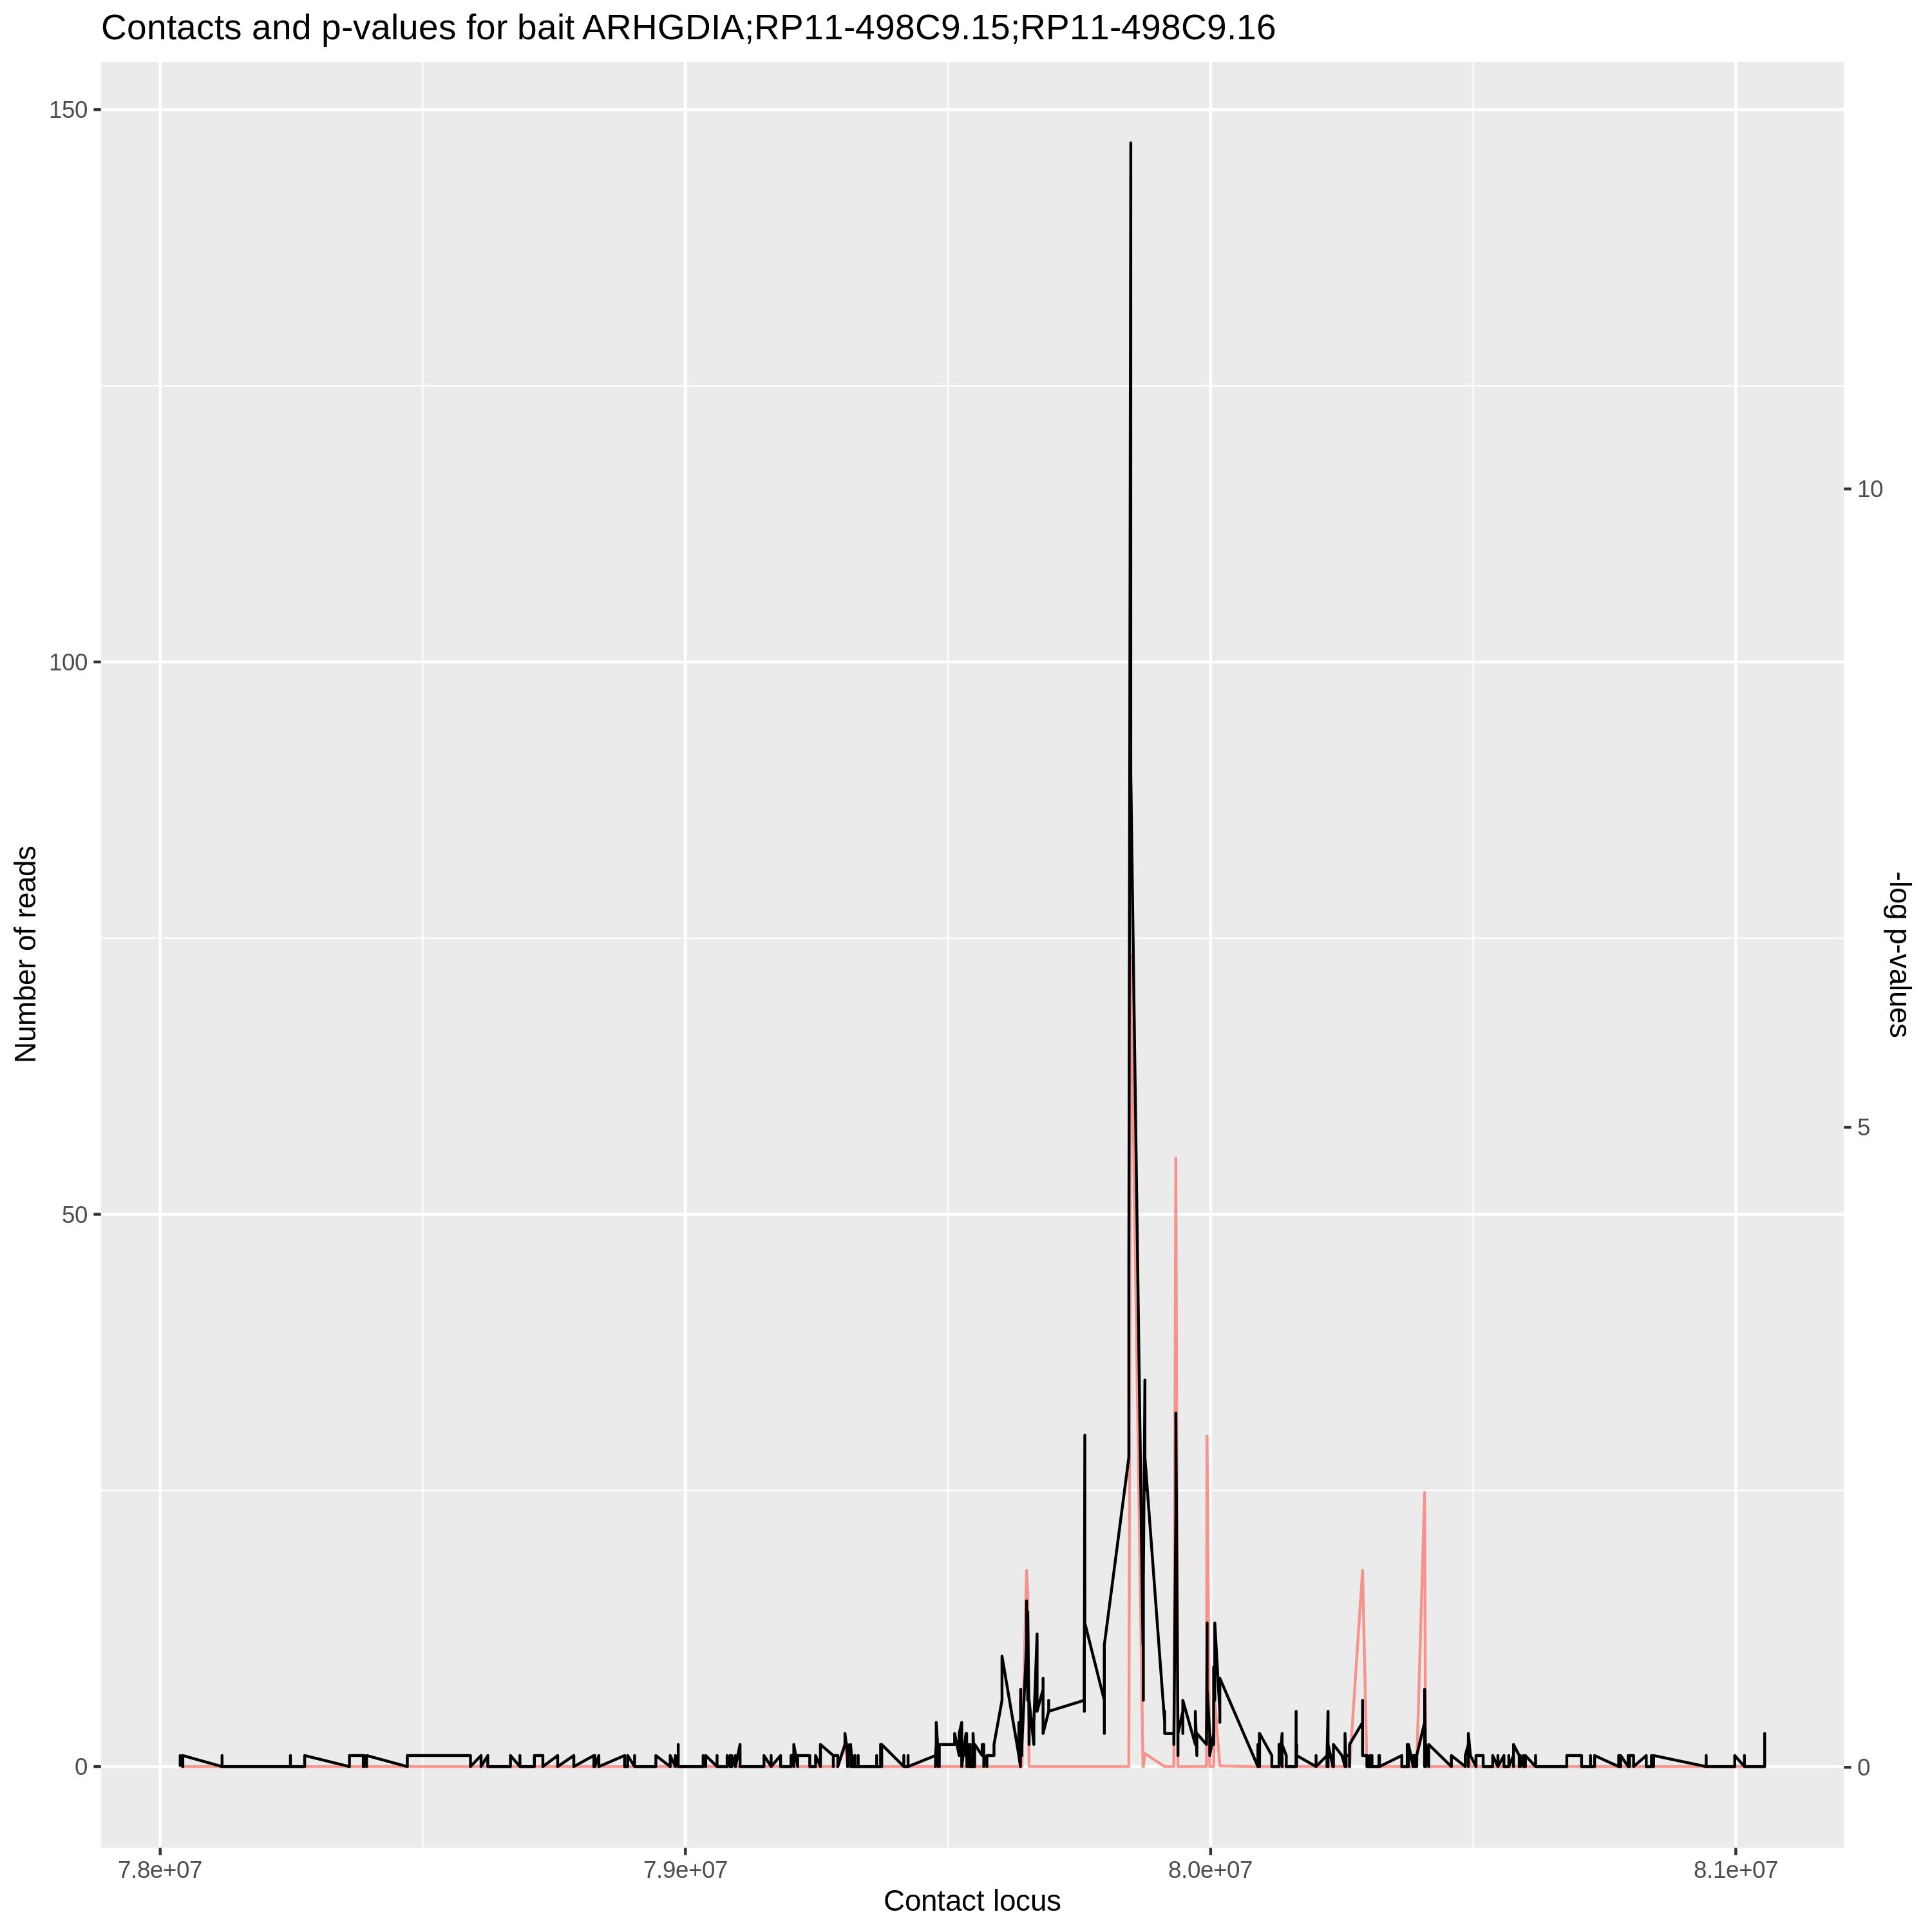 Contacts and p-values for bait ARHGDIA;RP11-498C9.15;RP11-498C9.16
150
100
50
0
Number of reads
10
5
0
-log p-values
7.8e+07
7.9e+07
8.0e+07
8.1e+07
Contact locus